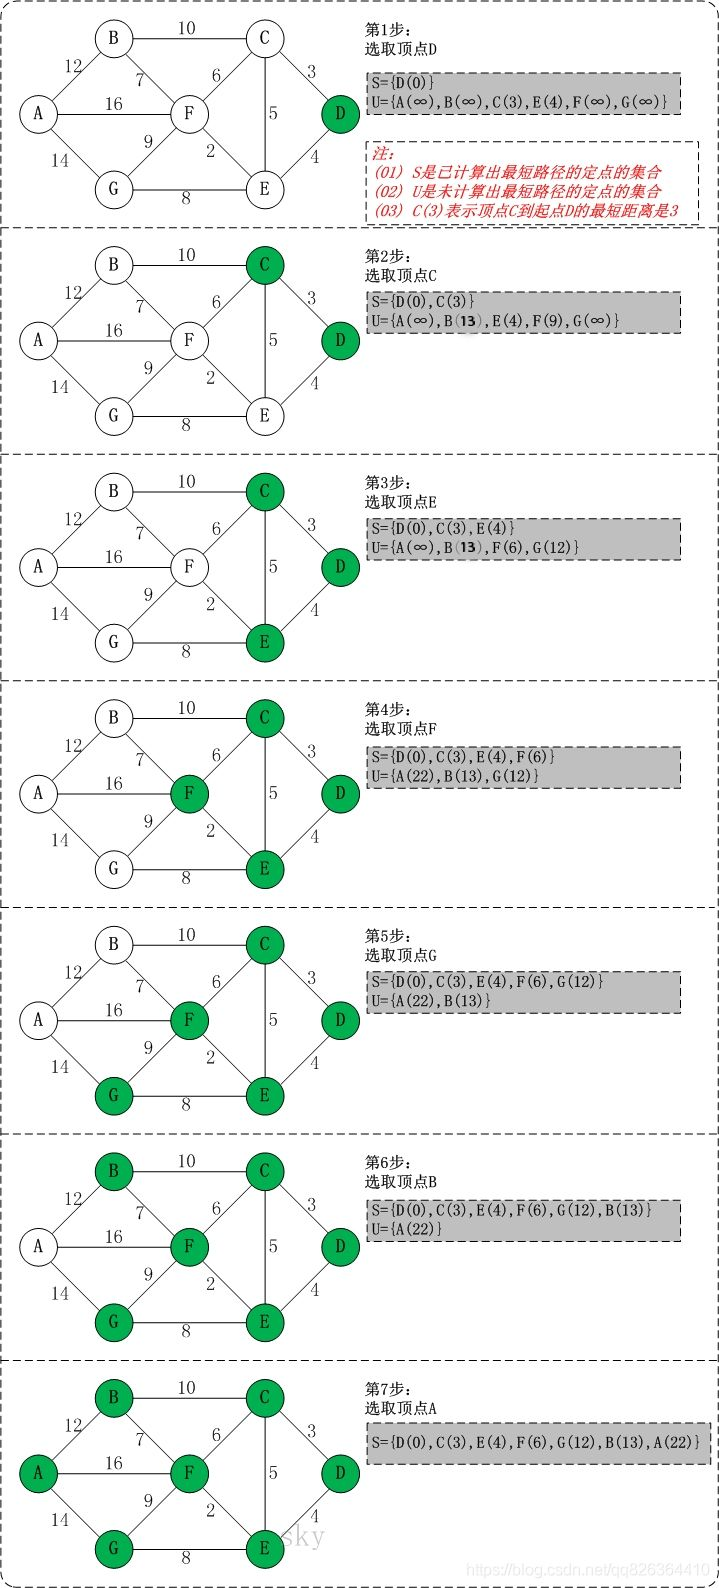 B 10 C
12 7 6 3
A 16 F 5 D
14 9 2 4
G 8 E
第1步:
选取顶点D
S={D(0)}
U={A(∞),B(∞),C(3),E(4),F(∞),G(∞)}
注:
(01) S是已计算出最短路径的定点的集合
(02) U是未计算出最短路径的定点的集合
(03) C(3)表示顶点C到起点D的最短距离是3
B 10 C
12 7 6 3
A 16 F 5 D
14 9 2 4
G 8 E
第2步:
选取顶点C
S={D(0),C(3)}
U={A(∞),B(13),E(4),F(9),G(∞)}
B 10 C
12 7 6 3
A 16 F 5 D
14 9 2 4
G 8 E
第3步:
选取顶点E
S={D(0),C(3),E(4)}
U={A(∞),B(13),F(6),G(12)}
B 10 C
12 7 6 3
A 16 F 5 D
14 9 2 4
G 8 E
第4步:
选取顶点F
S={D(0),C(3),E(4),F(6)}
U={A(22),B(13),G(12)}
B 10 C
12 7 6 3
A 16 F 5 D
14 9 2 4
G 8 E
第5步:
选取顶点G
S={D(0),C(3),E(4),F(6),G(12)}
U={A(22),B(13)}
B 10 C
12 7 6 3
A 16 F 5 D
14 9 2 4
G 8 E
第6步:
选取顶点B
S={D(0),C(3),E(4),F(6),G(12),B(13)}
U={A(22)}
B 10 C
12 7 6 3
A 16 F 5 D
14 9 2 4
G 8 E
第7步:
选取顶点A
S={D(0),C(3),E(4),F(6),G(12),B(13),A(22)}
sky
https://blog.csdn.net/qq826364410